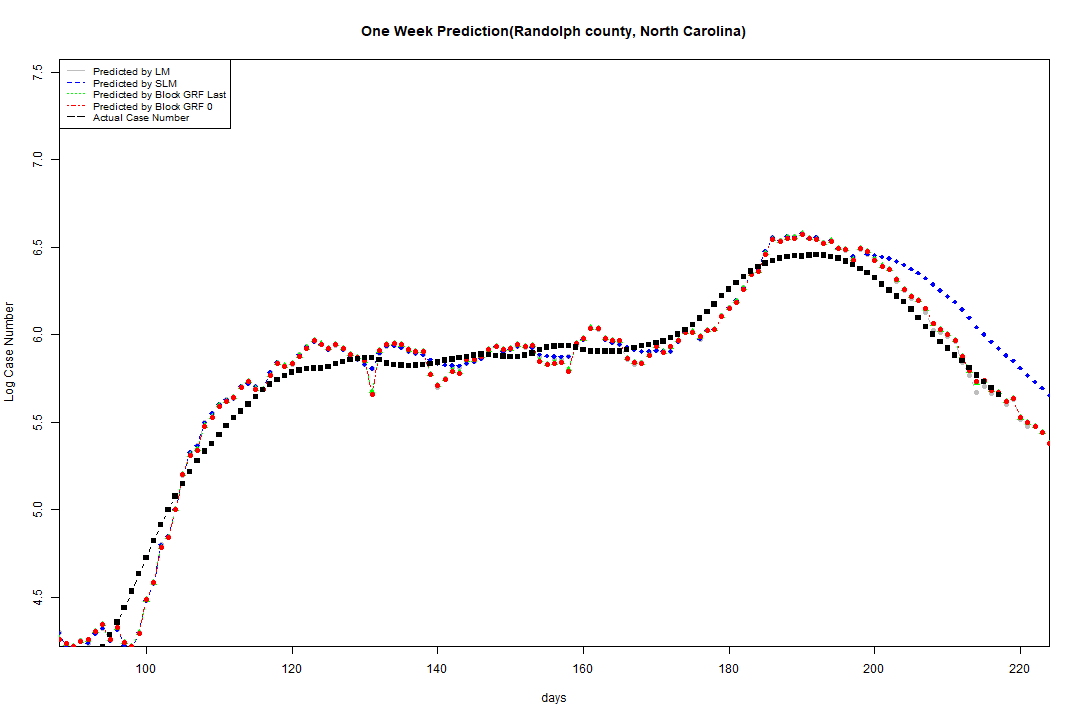 One Week Prediction(Randolph county, North Carolina)
Predicted by LM
Predicted by SLM
Predicted by Block GRF Last
Predicted by Block GRF 0
Actual Case Number
7.5
7.0
6.5
6.0
5.5
5.0
4.5
Log Case Number
100 120 140 160 180 200 220
days